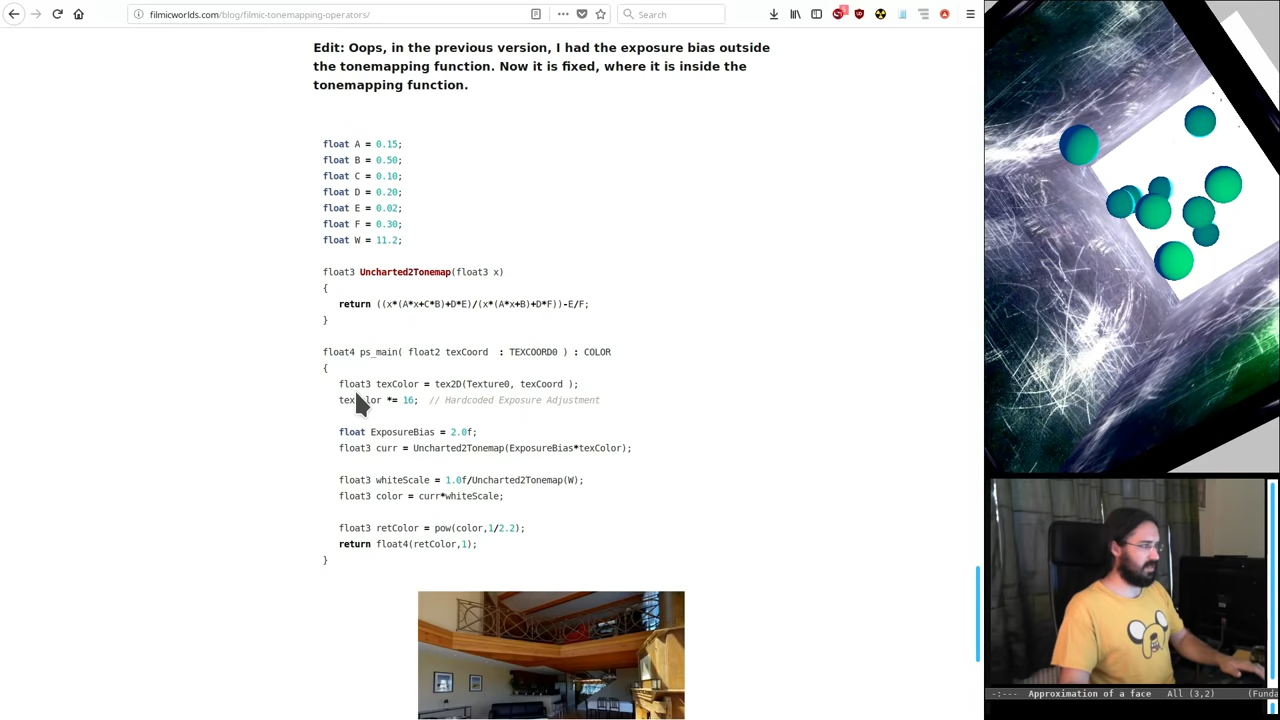 filmicworlds.com/blog/filmic-tonemapping-operators/
Search
Edit: Oops, in the previous version, I had the exposure bias outside
the tonemapping function. Now it is fixed, where it is inside the
tonemapping function.
float A = 0.15;
float B = 0.50;
float C = 0.10;
float D = 0.20;
float E = 0.02;
float F = 0.30;
float W = 11.2;
float3 Uncharted2Tonemap(float3 x)
{
return ((x*(A*x+C*B)+D*E)/(x*(A*x+B)+D*F))-E/F;
}
float4 ps_main( float2 texCoord : TEXCOORD0 ) : COLOR
{
float3 texColor = tex2D(Texture0, texCoord );
*= 16; // Hardcoded Exposure Adjustment
float ExposureBias = 2.0f;
float3 curr = Uncharted2Tonemap(ExposureBias*texColor);
float3 whiteScale = 1.0f/Uncharted2Tonemap(W);
float3 color = curr*whiteScale;
float3 retColor = pow(color,1/2.2);
return float4(retColor,1);
}
-:--- Approximation of a face All (3,2) (Funda